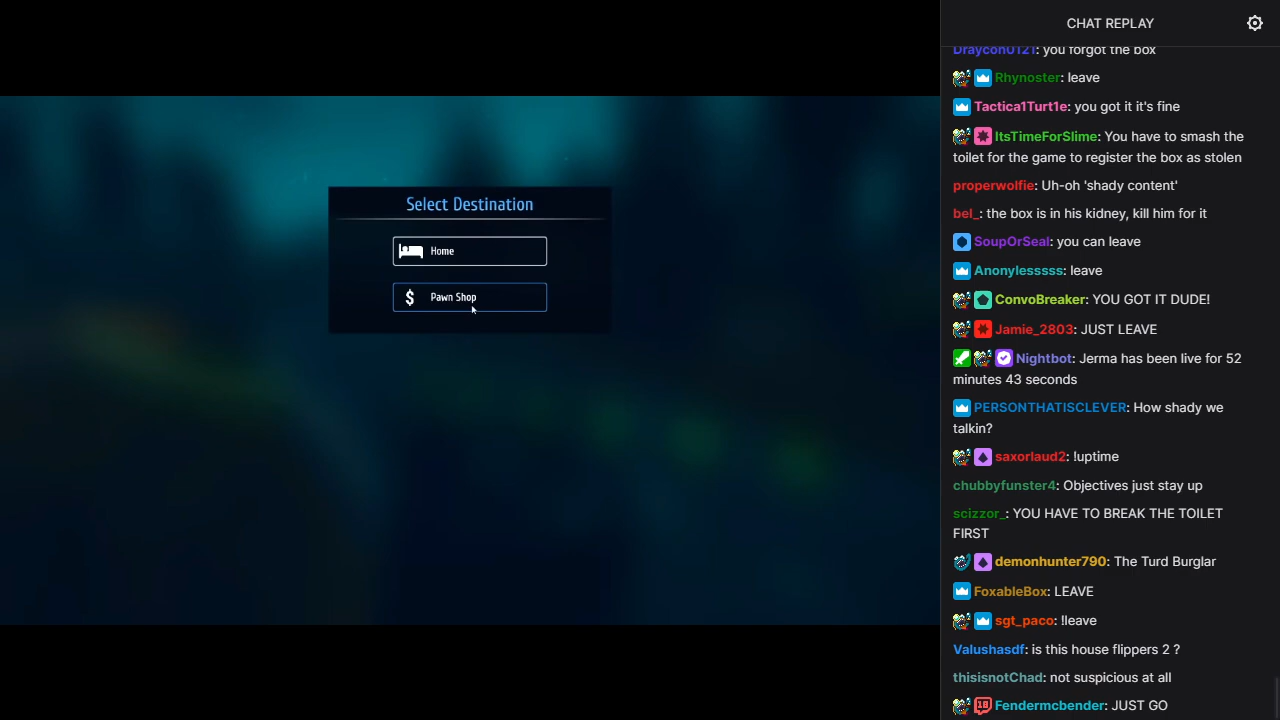 Select Destination
Home
$ Pawn Shop
CHAT REPLAY
Draycon0121: you forgot the box
Rhynoster: leave
Tactica1Turt1e: you got it it's fine
ItsTimeForSlime: You have to smash the
toilet for the game to register the box as stolen
properwolfie: Uh-oh 'shady content'
bel_: the box is in his kidney, kill him for it
SoupOrSeal: you can leave
Anonylesssss: leave
ConvoBreaker: YOU GOT IT DUDE!
Jamie_2803: JUST LEAVE
Nightbot: Jerma has been live for 52
minutes 43 seconds
PERSONTHATISCLEVER: How shady we
talkin?
saxorlaud2: !uptime
chubbyfunster4: Objectives just stay up
scizzor_: YOU HAVE TO BREAK THE TOILET
FIRST
demonhunter790: The Turd Burglar
FoxableBox: LEAVE
sgt_paco: !leave
Valushasdf: is this house flippers 2 ?
thisisnotChad: not suspicious at all
18 Fendermcbender: JUST GO